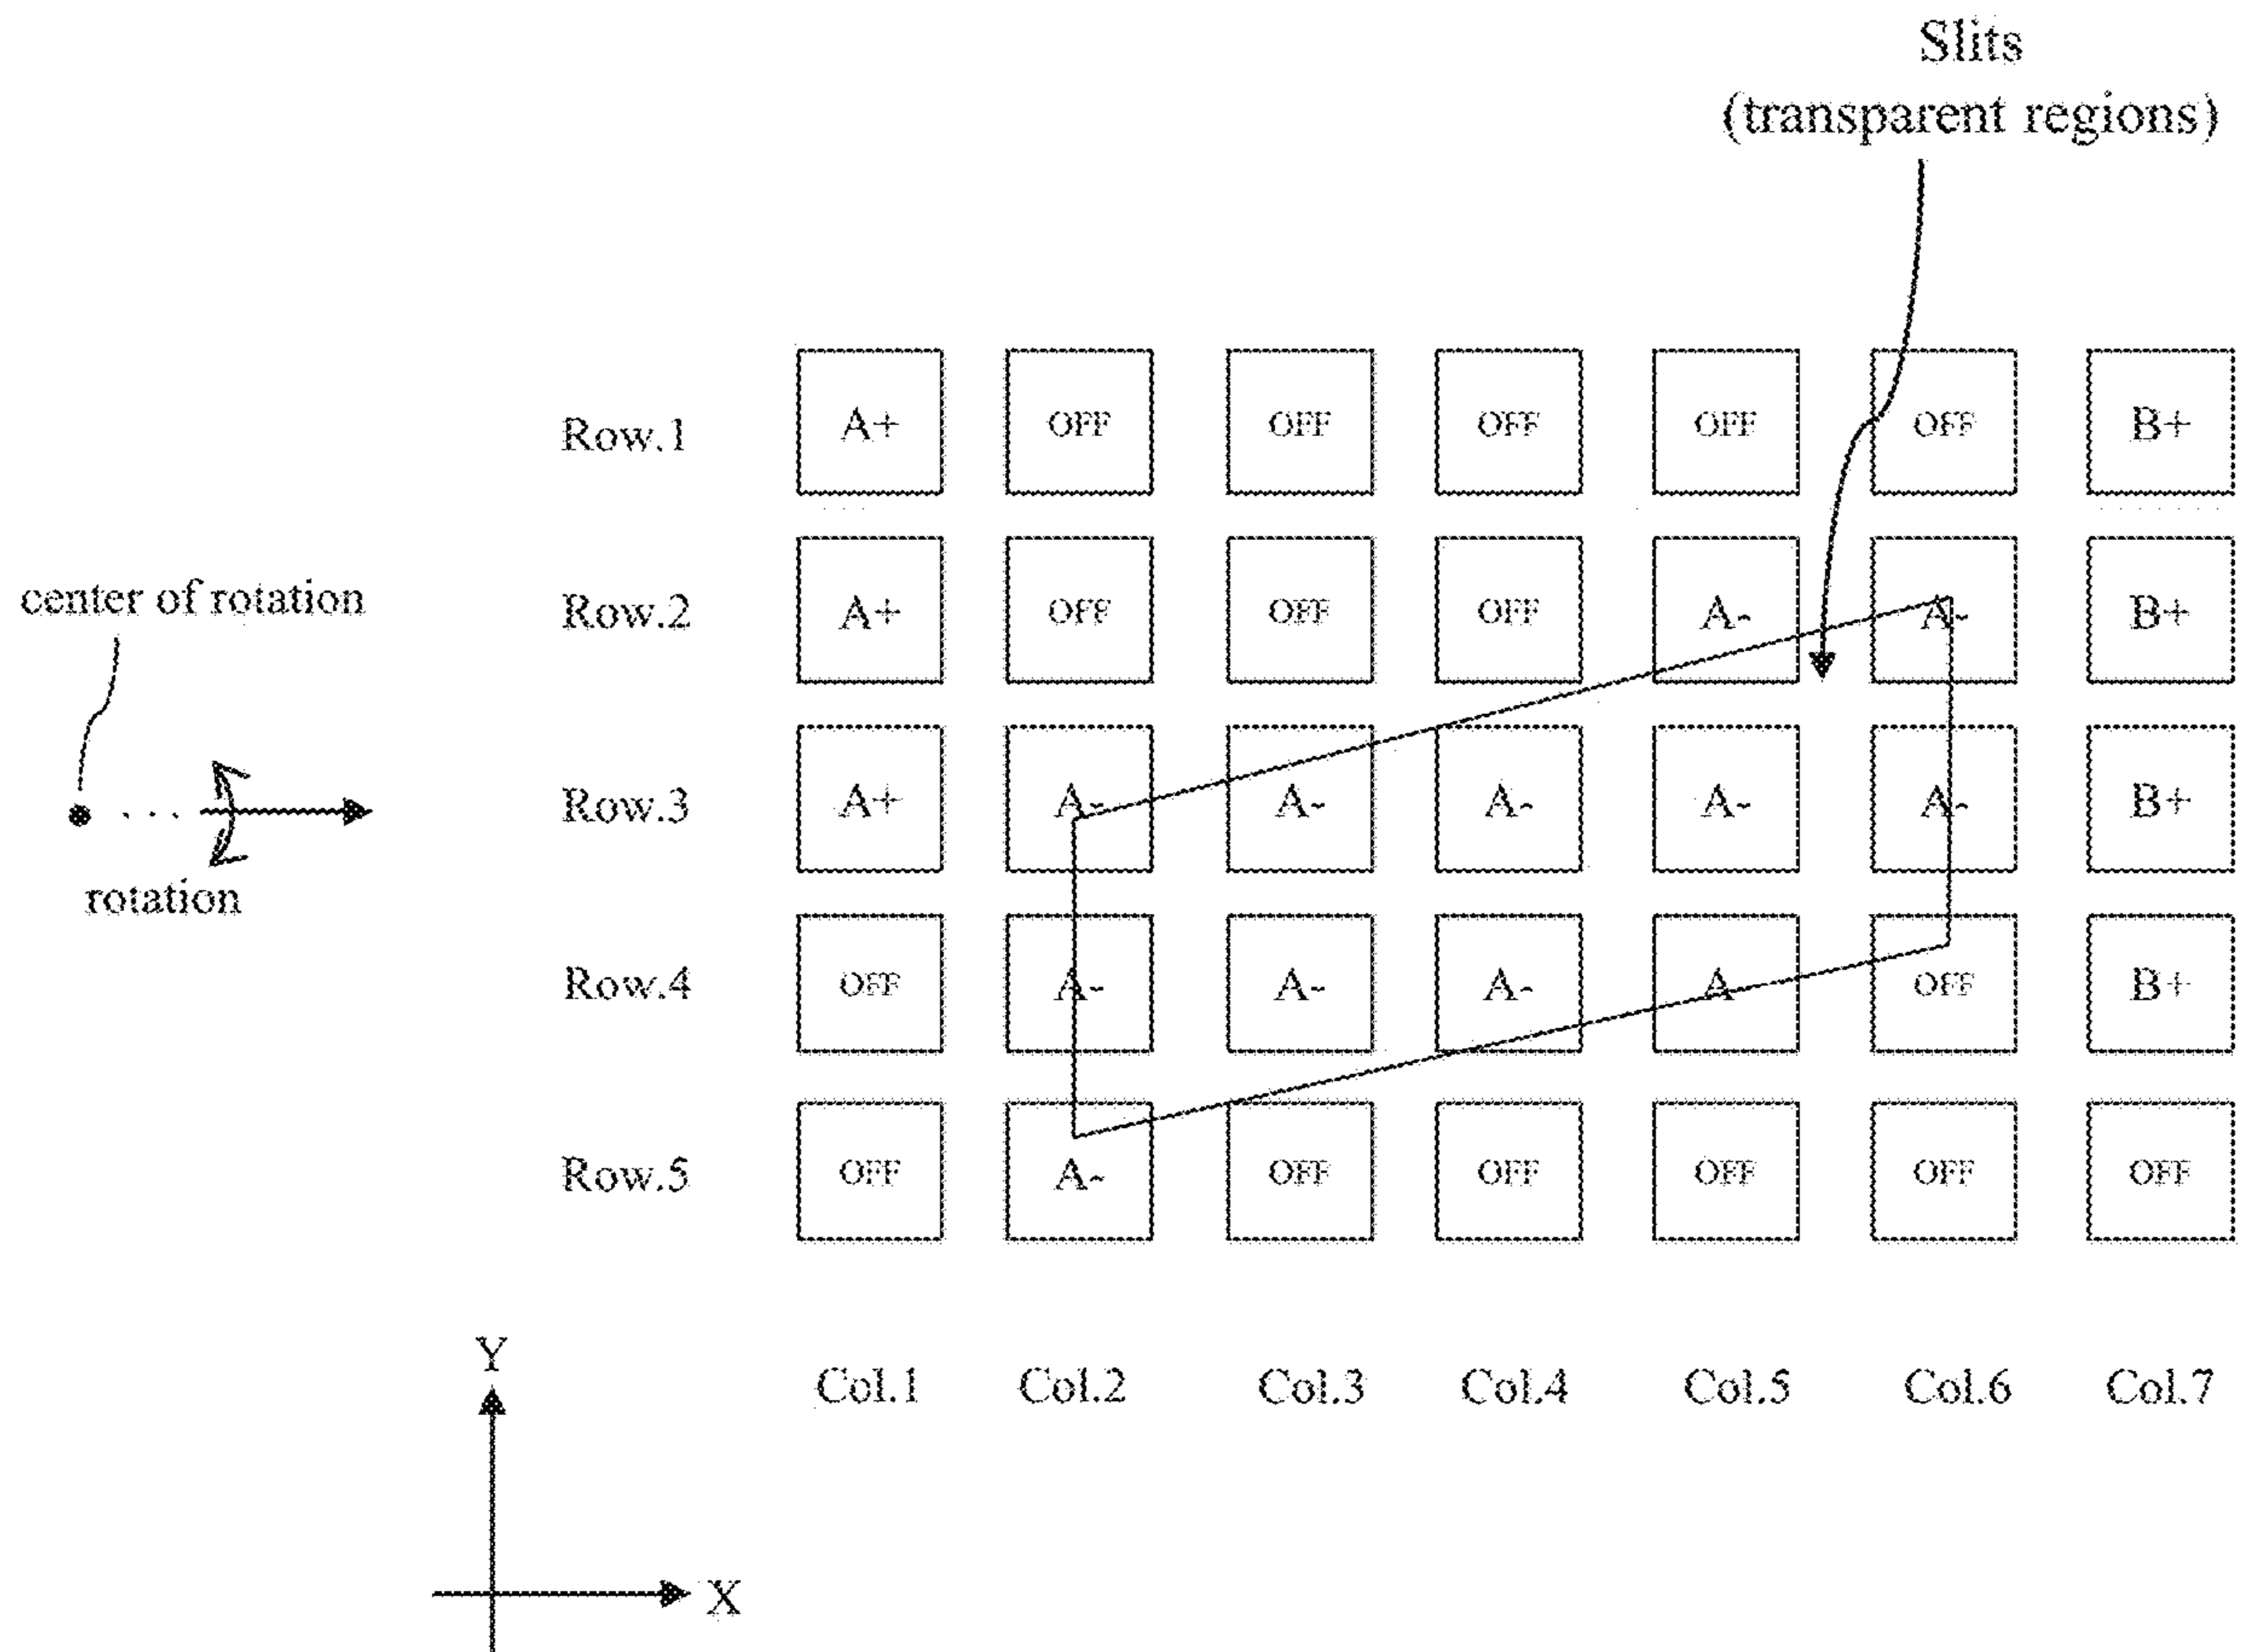 Slits
(transparent regions)
Row.1 A+ OFF OFF OFF OFF OFF B+
center of rotation
Row.2 A+ OFF OFF OFF A- A- B+
Row.3 A+ A- A- A- A- A- B+
rotation
Row.4 OFF A- A- A- A- OFF B+
Row.5 OFF A- OFF OFF OFF OFF OFF
Y
Col.1 Col.2 Col.3 Col.4 Col.5 Col.6 Col.7
X